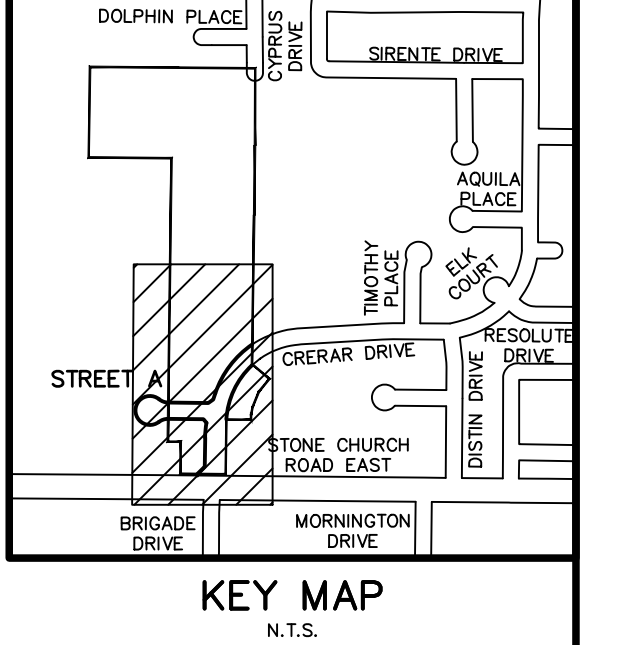 DOLPHIN PLACE
CYPRUS
DRIVE
SIRENTE DRIVE
AQUILA
PLACE
TIMOTHY
PLACE
ELK
COURT
RESOLUTE
DRIVE
CRERAR DRIVE
STREET A
DISTIN DRIVE
STONE CHURCH
ROAD EAST
BRIGADE
DRIVE
MORNINGTON
DRIVE
KEY MAP
N.T.S.